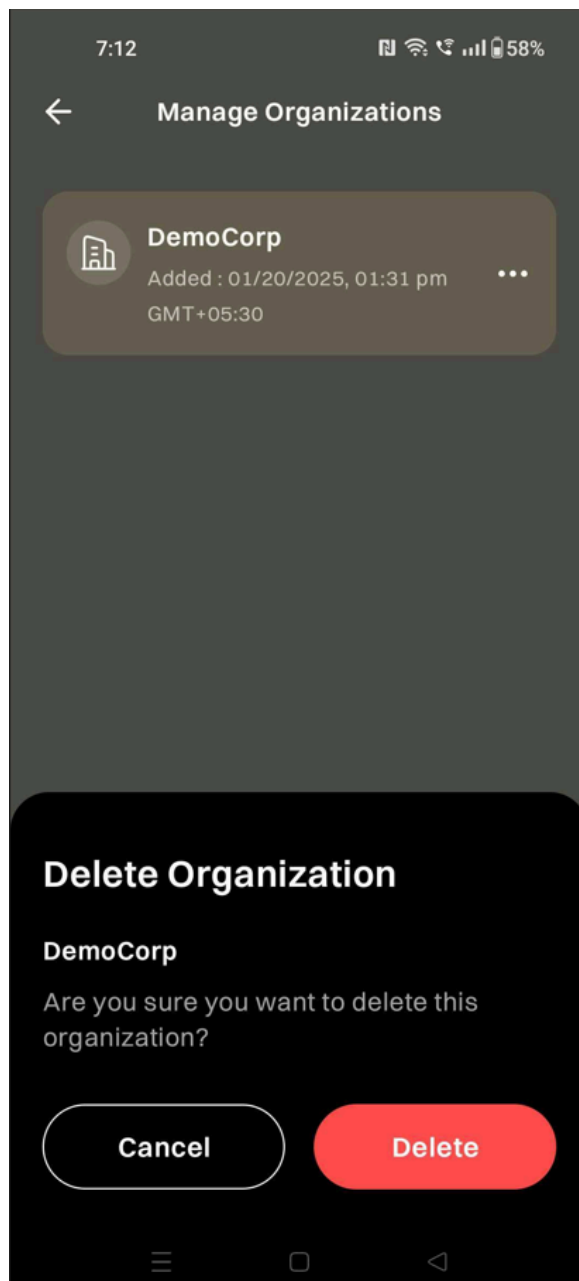 7:12 58%
Manage Organizations
DemoCorp
Added : 01/20/2025, 01:31 pm
GMT+05:30
Delete Organization
DemoCorp
Are you sure you want to delete this
organization?
Cancel Delete